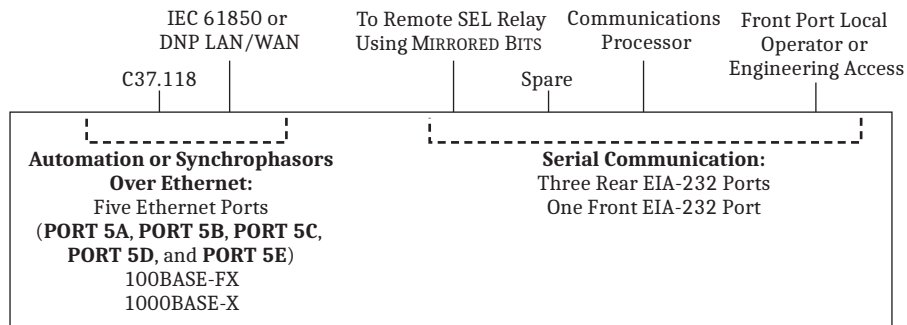 IEC 61850 or
DNP LAN/WAN
To Remote SEL Relay
Using MIRRORED BITS
Communications
Processor
Front Port Local
Operator or
Engineering Access
C37.118
Spare
Automation or Synchrophasors
Over Ethernet:
Five Ethernet Ports
(PORT 5A, PORT 5B, PORT 5C,
PORT 5D, and PORT 5E)
100BASE-FX
1000BASE-X
Serial Communication:
Three Rear EIA-232 Ports
One Front EIA-232 Port